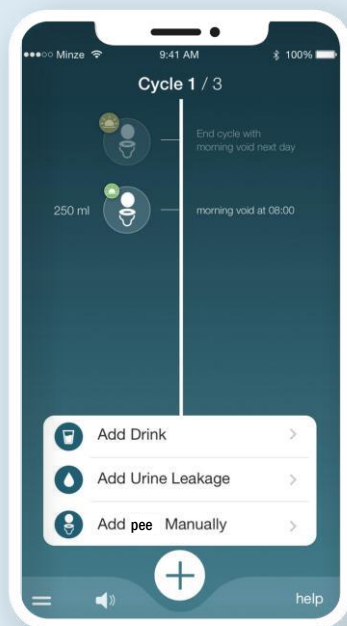 Minze 9:41 AM 100%
Cycle 1 / 3
End cycle with
morning void next day
250 ml morning void at 08:00
Add Drink
Add Urine Leakage
Add pee Manually
help